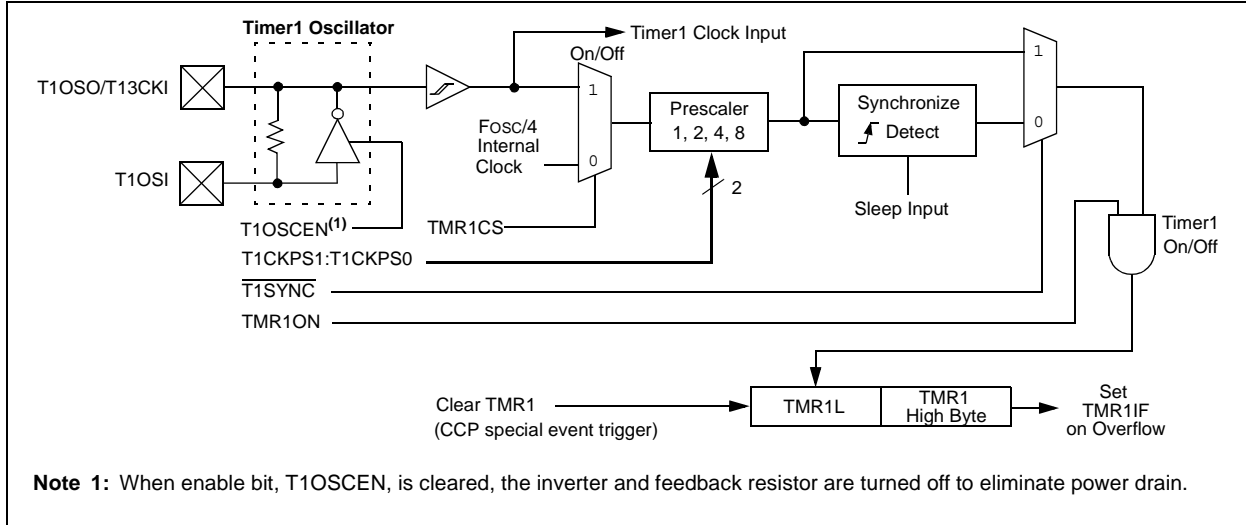 Timer1 Oscillator
Timer1 Clock Input
On/Off
1
T1OSO/T13CKI
1
Prescaler
1, 2, 4, 8
Synchronize
Detect
FOSC/4
Internal
Clock
0
0
T1OSI
2
Sleep Input
T1OSCEN(1)
TMR1CS
Timer1
On/Off
T1CKPS1:T1CKPS0
T1SYNC
TMR1ON
Clear TMR1
(CCP special event trigger)
TMR1L
TMR1
High Byte
Set
TMR1IF
on Overflow
Note 1: When enable bit, T1OSCEN, is cleared, the inverter and feedback resistor are turned off to eliminate power drain.